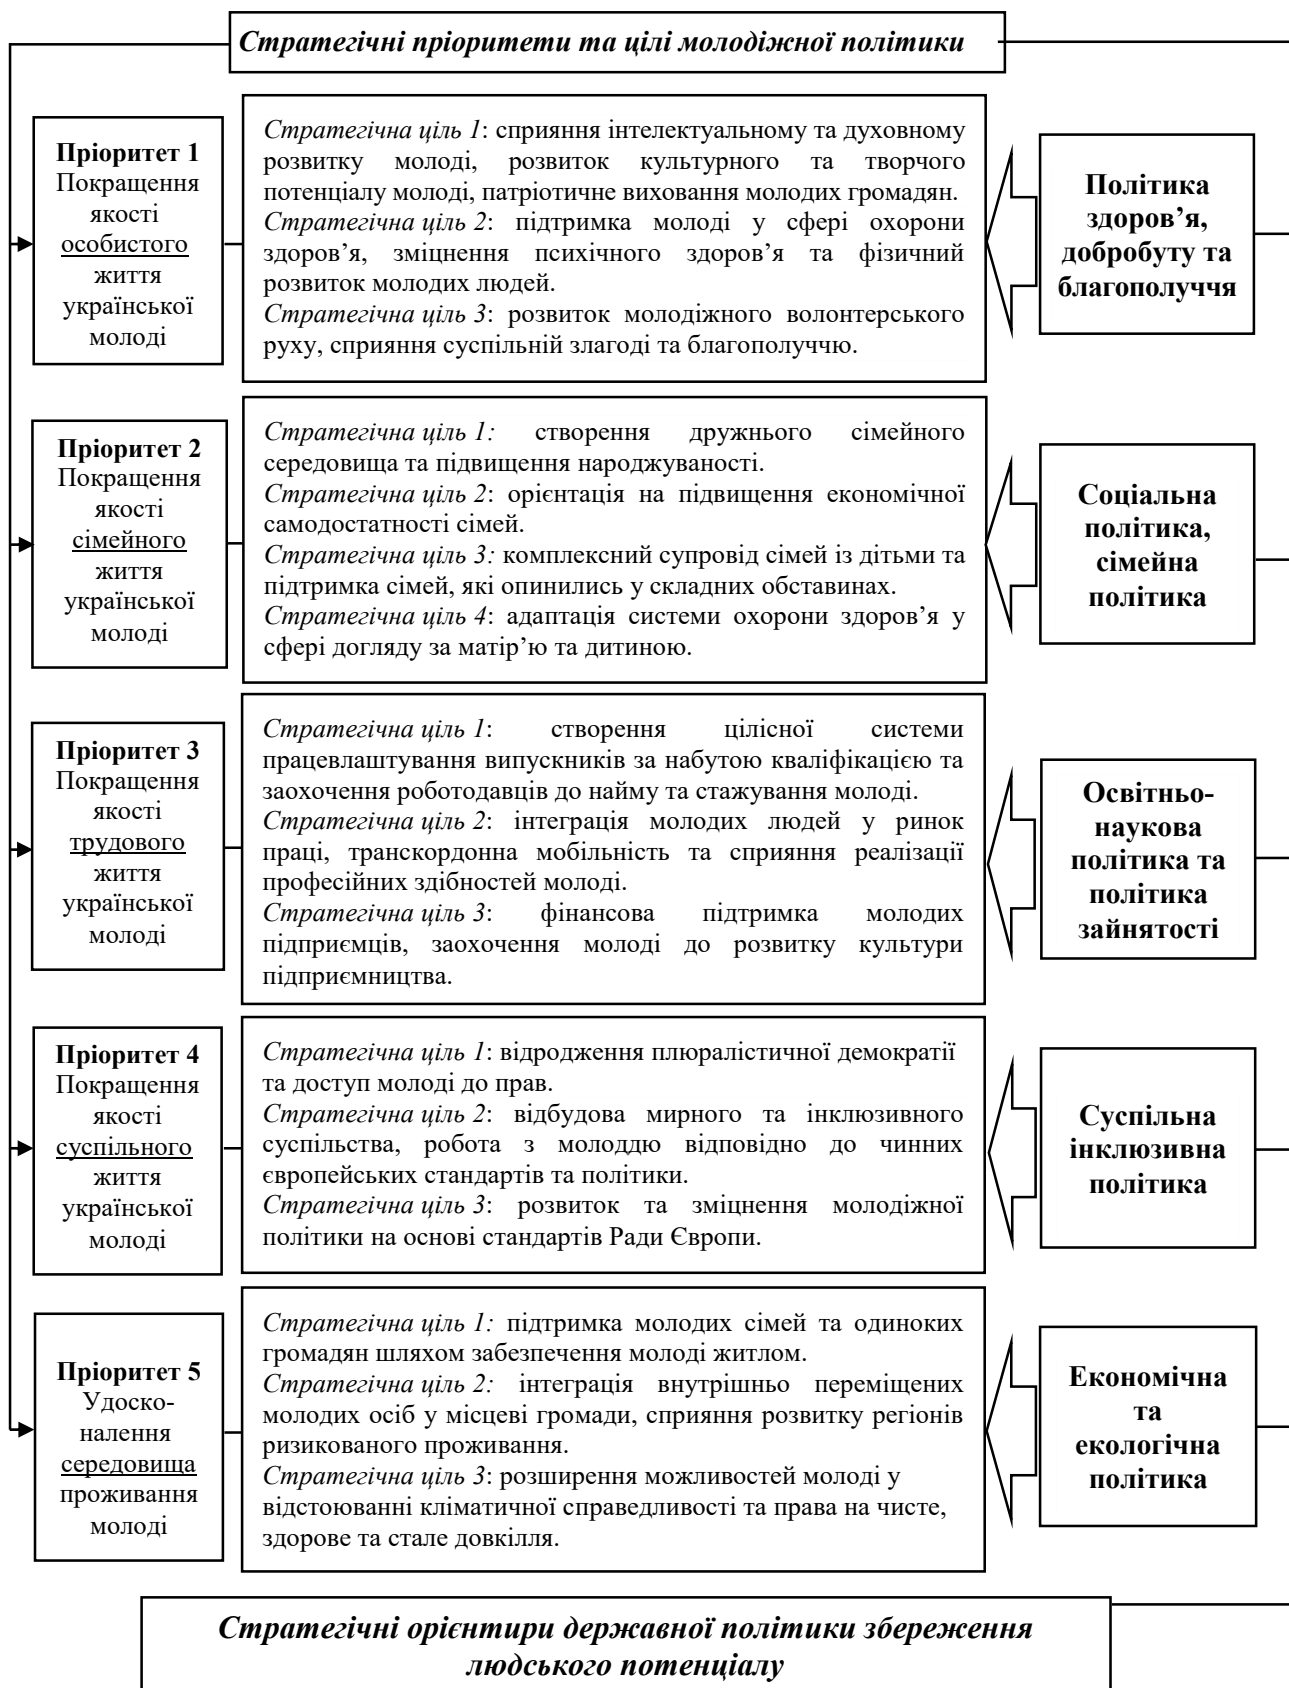 Стратегічні пріоритети та цілі молодіжної політики
Пріоритет 1
Покращення
якості
особистого
життя
української
молоді
Стратегічна ціль 1: сприяння інтелектуальному та духовному
розвитку молоді, розвиток культурного та творчого
потенціалу молоді, патріотичне виховання молодих громадян.
Стратегічна ціль 2: підтримка молоді у сфері охорони
здоров’я, зміцнення психічного здоров’я та фізичний
розвиток молодих людей.
Стратегічна ціль 3: розвиток молодіжного волонтерського
руху, сприяння суспільній злагоді та благополуччю.
Політика
здоров’я,
добробуту та
благополуччя
Пріоритет 2
Покращення
якості
сімейного
життя
української
молоді
Стратегічна ціль 1: створення дружнього сімейного
середовища та підвищення народжуваності.
Стратегічна ціль 2: орієнтація на підвищення економічної
самодостатності сімей.
Стратегічна ціль 3: комплексний супровід сімей із дітьми та
підтримка сімей, які опинились у складних обставинах.
Стратегічна ціль 4: адаптація системи охорони здоров’я у
сфері догляду за матір’ю та дитиною.
Соціальна
політика,
сімейна
політика
Пріоритет 3
Покращення
якості
трудового
життя
української
молоді
Стратегічна ціль 1: створення цілісної системи
працевлаштування випускників за набутою кваліфікацією та
заохочення роботодавців до найму та стажування молоді.
Стратегічна ціль 2: інтеграція молодих людей у ринок
праці, транскордонна мобільність та сприяння реалізації
професійних здібностей молоді.
Стратегічна ціль 3: фінансова підтримка молодих
підприємців, заохочення молоді до розвитку культури
підприємництва.
Освітньо-
наукова
політика та
політика
зайнятості
Пріоритет 4
Покращення
якості
суспільного
життя
української
молоді
Стратегічна ціль 1: відродження плюралістичної демократії
та доступ молоді до прав.
Стратегічна ціль 2: відбудова мирного та інклюзивного
суспільства, робота з молоддю відповідно до чинних
європейських стандартів та політики.
Стратегічна ціль 3: розвиток та зміцнення молодіжної
політики на основі стандартів Ради Європи.
Суспільна
інклюзивна
політика
Пріоритет 5
Удоско-
налення
середовища
проживання
молоді
Стратегічна ціль 1: підтримка молодих сімей та одиноких
громадян шляхом забезпечення молоді житлом.
Стратегічна ціль 2: інтеграція внутрішньо переміщених
молодих осіб у місцеві громади, сприяння розвитку регіонів
ризикованого проживання.
Стратегічна ціль 3: розширення можливостей молоді у
відстоюванні кліматичної справедливості та права на чисте,
здорове та стале довкілля.
Економічна
та
екологічна
політика
Стратегічні орієнтири державної політики збереження
людського потенціалу